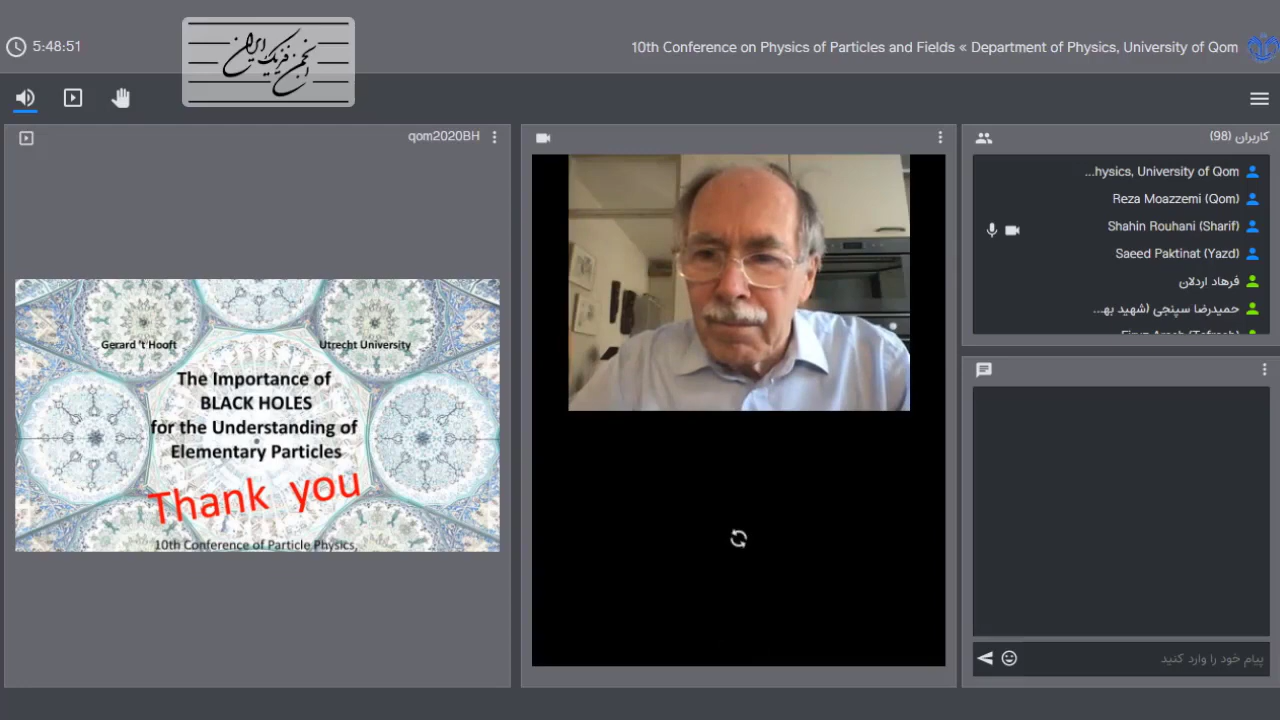 5:48:51
انجمن فیزیک ایران
10th Conference on Physics of Particles and Fields « Department of Physics, University of Qom
qom2020BH
Gerard 't Hooft
Utrecht University
The Importance of
BLACK HOLES
for the Understanding of
Elementary Particles
Thank you
10th Conference of Particle Physics,
کاربران (98)
...hysics, University of Qom
Reza Moazzemi (Qom)
Shahin Rouhani (Sharif)
Saeed Paktinat (Yazd)
فرهاد اردلان
حمیدرضا سپنجی (شهید به...
پیام خود را وارد کنید